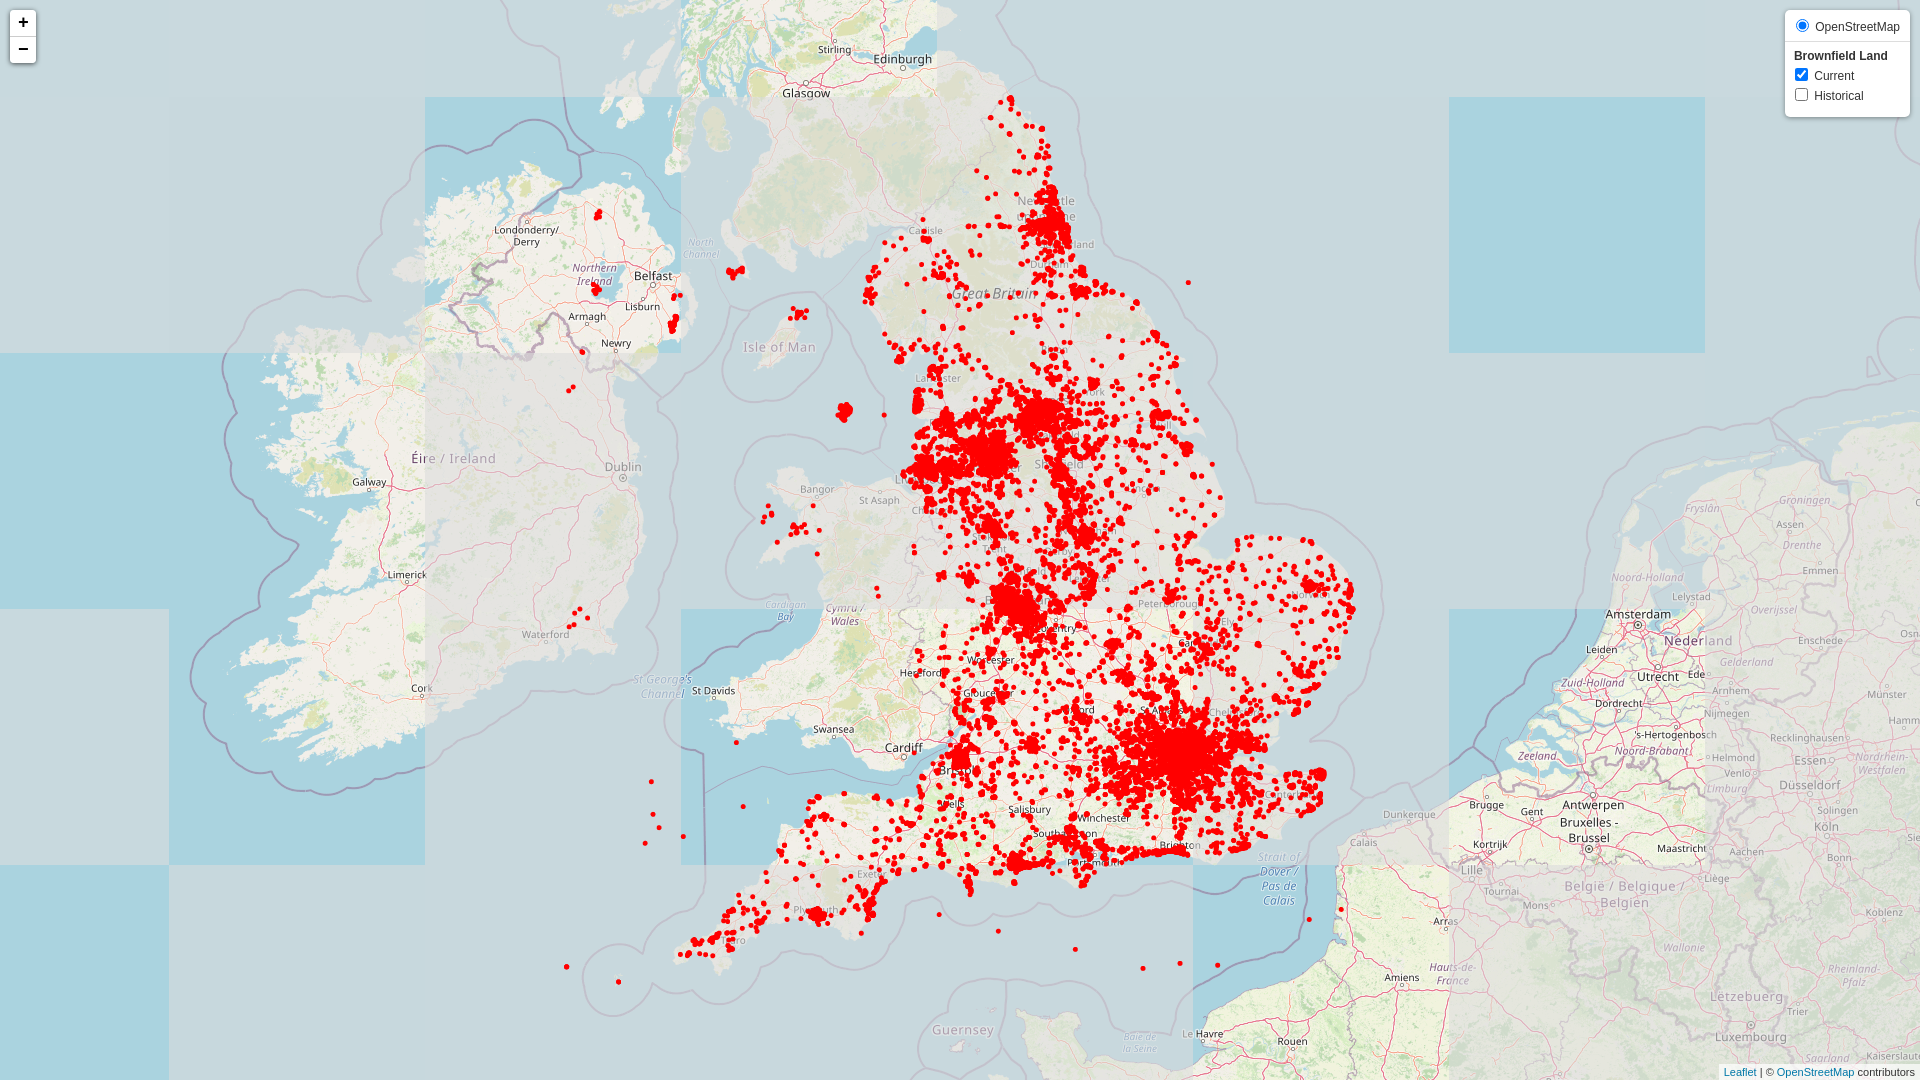 +
−
OpenStreetMap
Brownfield Land
Current
Historical
Stirling
Edinburgh
Glasgow
Londonderry/
Derry
North
Channel
Northern
Ireland
Belfast
Lisburn
Armagh
Newry
Carlisle
Great Britain
Isle of Man
Éire / Ireland
Dublin
Galway
Bangor
St Asaph
Limerick
Waterford
Cork
Cardigan
Bay
Cymru /
Wales
Peterborough
Ely
Worcester
Hereford
Gloucester
St George's
Channel
St Davids
Swansea
Cardiff
Bristol
Wells
Salisbury
Winchester
Southampton
Portsmouth
Brighton
Exeter
Plymouth
Truro
Guernsey
Strait of
Dover /
Pas de
Calais
Dunkerque
Calais
Lille
Tournai
Mons
Arras
Amiens
Hauts-de-
France
Le Havre
Rouen
Baie de
la Seine
Groningen
Fryslân
Assen
Drenthe
Emmen
Noord-Holland
Lelystad
Overijssel
Amsterdam
Nederland
Enschede
Leiden
Utrecht
Ede
Gelderland
Arnhem
Zuid-Holland
Dordrecht
Nijmegen
Münster
's-Hertogenbosch
Noord-Brabant
Zeeland
Helmond
Venlo
Limburg
Recklinghausen
Essen
Düsseldorf
Solingen
Köln
Nordrhein-
Westfalen
Brugge
Gent
Antwerpen
Bruxelles -
Brussel
Kortrijk
Maastricht
Aachen
Bonn
Liège
België / Belgique /
Belgien
Koblenz
Wallonie
Rheinland-
Pfalz
Lëtzebuerg
Trier
Luxembourg
Saarland
Kaiserslautern
Leaflet | © OpenStreetMap contributors